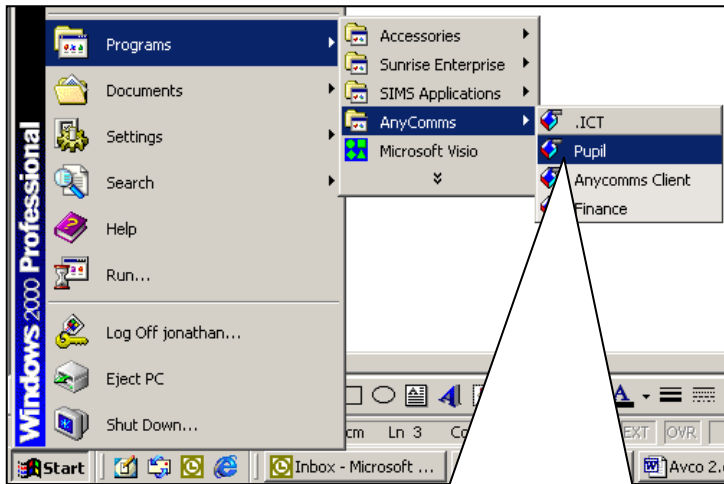 Windows 2000 Professional
Programs
Documents
Settings
Search
Help
Run...
Log Off jonathan...
Eject PC
Shut Down...
Accessories
Sunrise Enterprise
SIMS Applications
AnyComms
Microsoft Visio
.ICT
Pupil
Anycomms Client
Finance
A
cm Ln 3 EXT OVR
Start Inbox - Microsoft ... Avco 2.